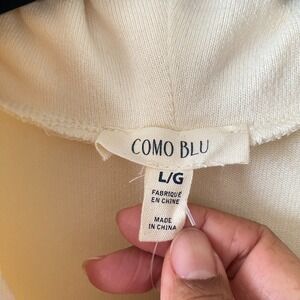 COMO BLU
L/G
FABRIQUÉ
EN CHINE
MADE
IN CHINA